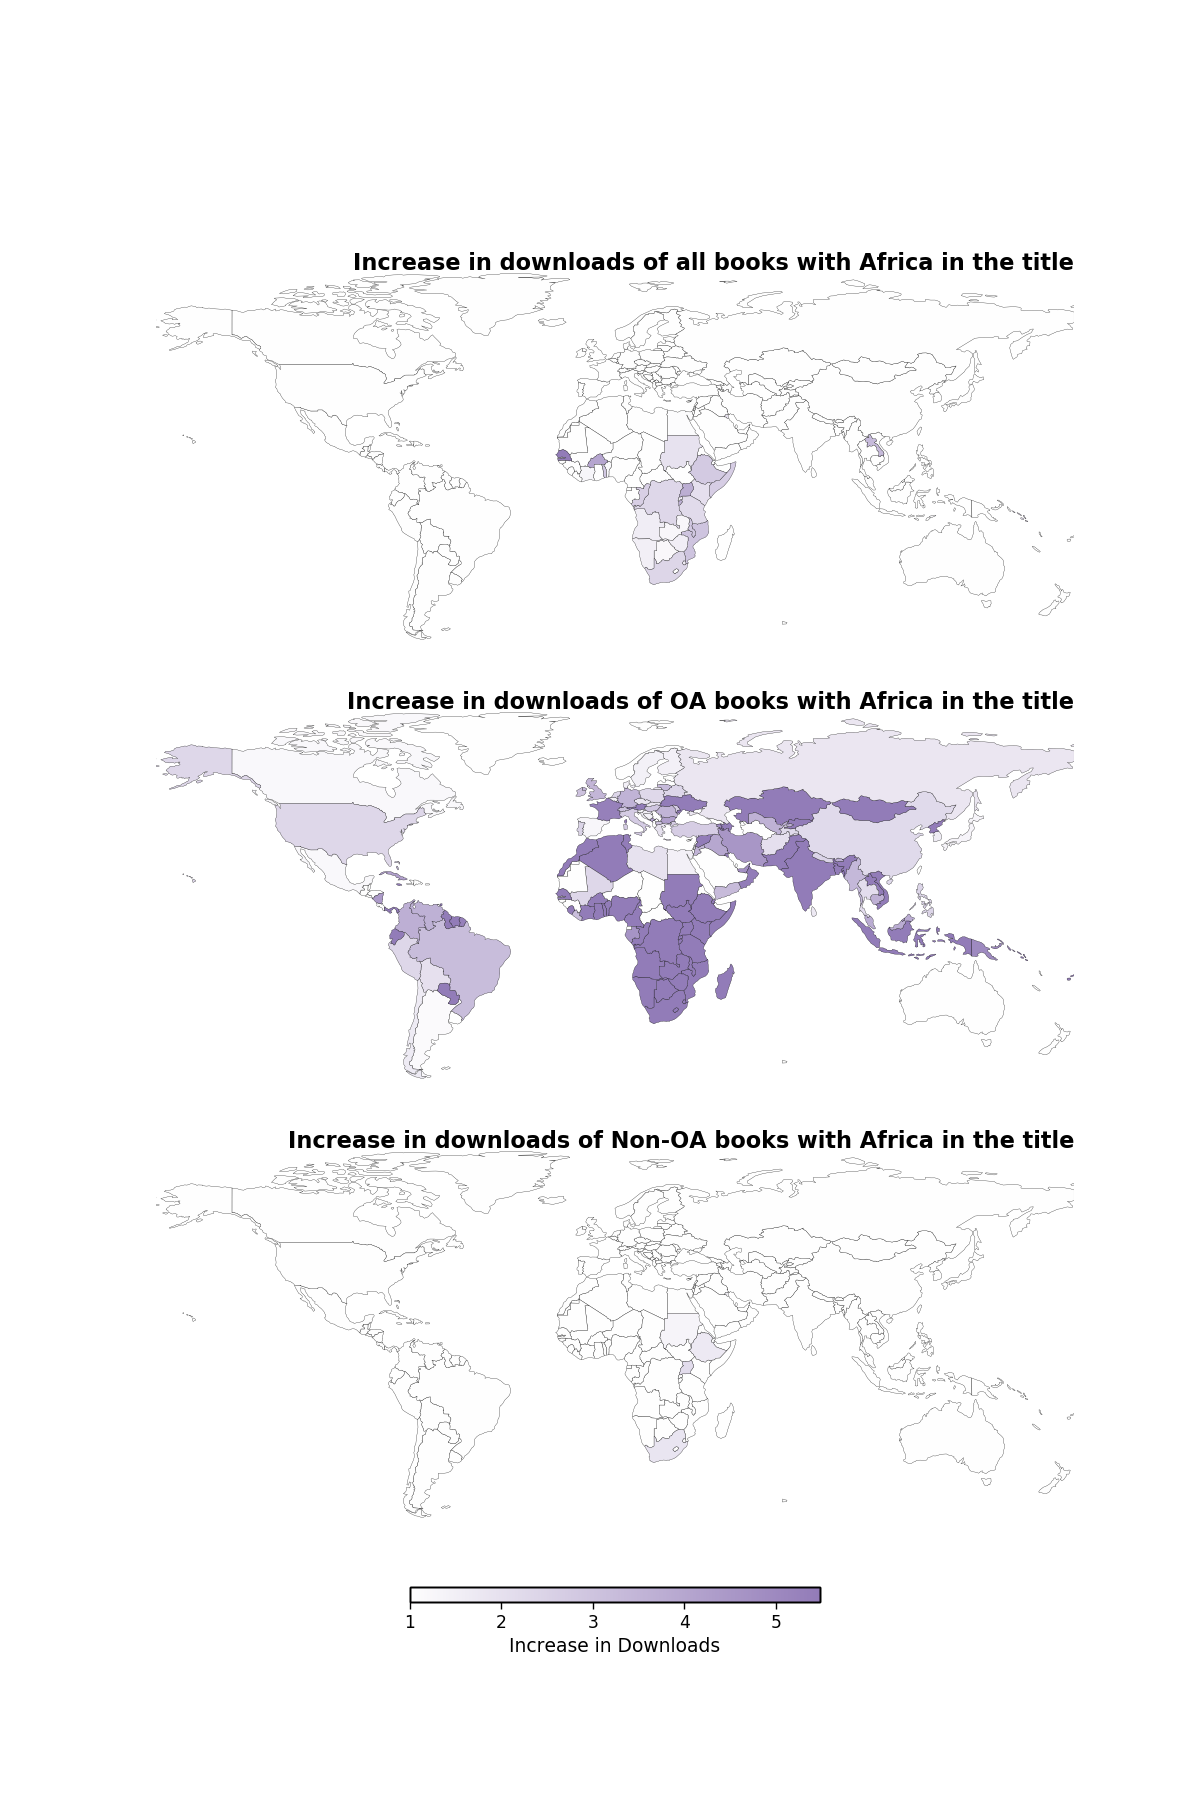 Increase in downloads of all books with Africa in the title
Increase in downloads of OA books with Africa in the title
Increase in downloads of Non-OA books with Africa in the title
1 2 3 4 5
Increase in Downloads